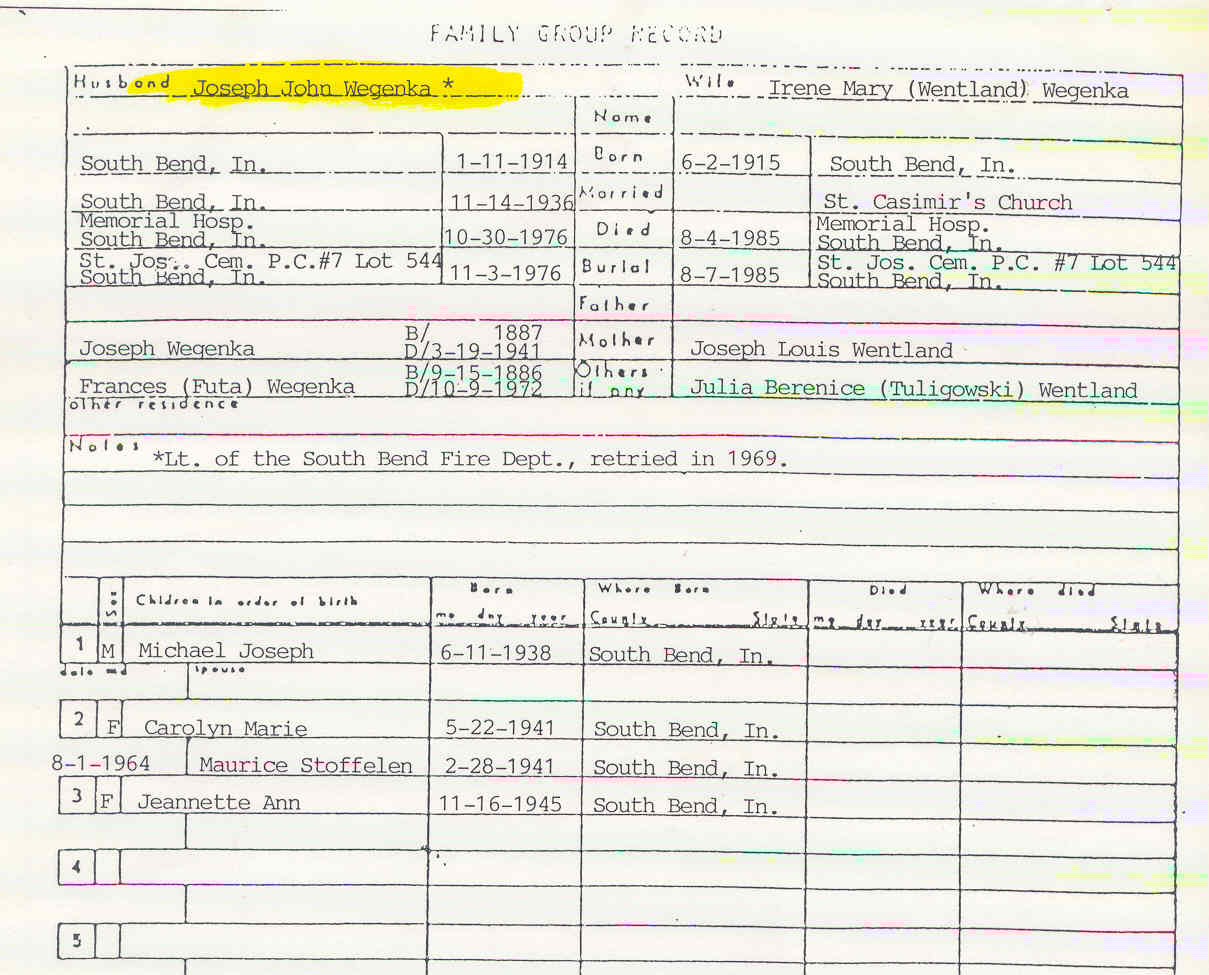 FAMILY GROUP RECORD
Husband Joseph John Wegenka * Wife Irene Mary (Wentland) Wegenka
Name
South Bend, In. 1-11-1914 Born 6-2-1915 South Bend, In.
South Bend, In. 11-14-1936 Married St. Casimir's Church
Memorial Hosp. Memorial Hosp.
South Bend, In. 10-30-1976 Died 8-4-1985 South Bend, In.
St. Jos. Cem. P.C.#7 Lot 544 St. Jos. Cem. P.C. #7 Lot 544
South Bend, In. 11-3-1976 Burial 8-7-1985 South Bend, In.
Father
B/ 1887
Joseph Wegenka D/3-19-1941 Mother Joseph Louis Wentland
B/9-15-1886 Others
Frances (Futa) Wegenka D/10-9-1972 if any Julia Berenice (Tuligowski) Wentland
other residence
Notes *Lt. of the South Bend Fire Dept., retried in 1969.
Sex Children in order of birth Born Where Born Died Where died
mo day year County State mo day year County State
1 M Michael Joseph 6-11-1938 South Bend, In.
date md spouse
2 F Carolyn Marie 5-22-1941 South Bend, In.
8-1-1964 Maurice Stoffelen 2-28-1941 South Bend, In.
3 F Jeannette Ann 11-16-1945 South Bend, In.
4
5